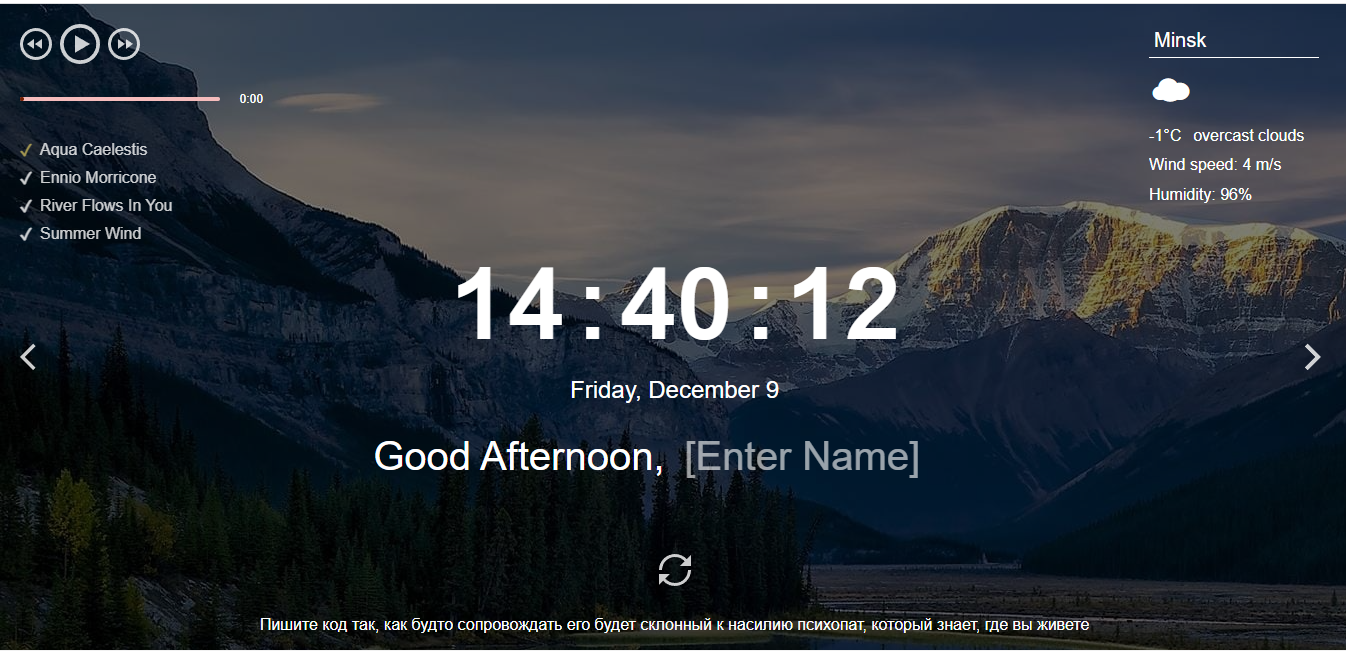 Minsk
0:00
-1°C overcast clouds
Wind speed: 4 m/s
Humidity: 96%
Aqua Caelestis
Ennio Morricone
River Flows In You
Summer Wind
14:40:12
Friday, December 9
Good Afternoon, [Enter Name]
Пишите код так, как будто сопровождать его будет склонный к насилию психопат, который знает, где вы живете